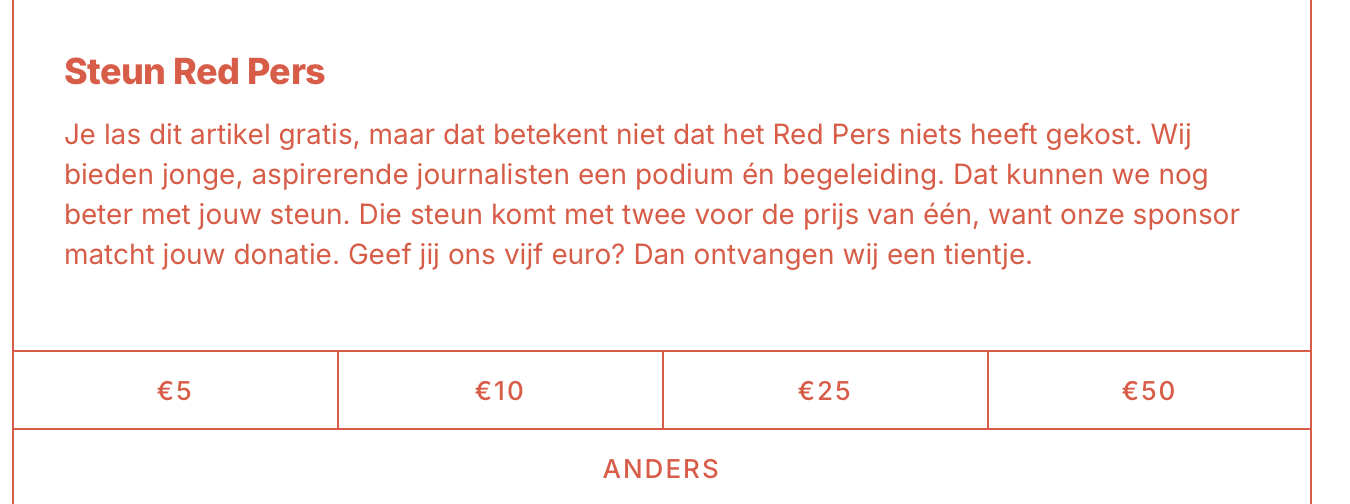 Steun Red Pers
Je las dit artikel gratis, maar dat betekent niet dat het Red Pers niets heeft gekost. Wij
bieden jonge, aspirerende journalisten een podium én begeleiding. Dat kunnen we nog
beter met jouw steun. Die steun komt met twee voor de prijs van één, want onze sponsor
matcht jouw donatie. Geef jij ons vijf euro? Dan ontvangen wij een tientje.
€5 €10 €25 €50
ANDERS